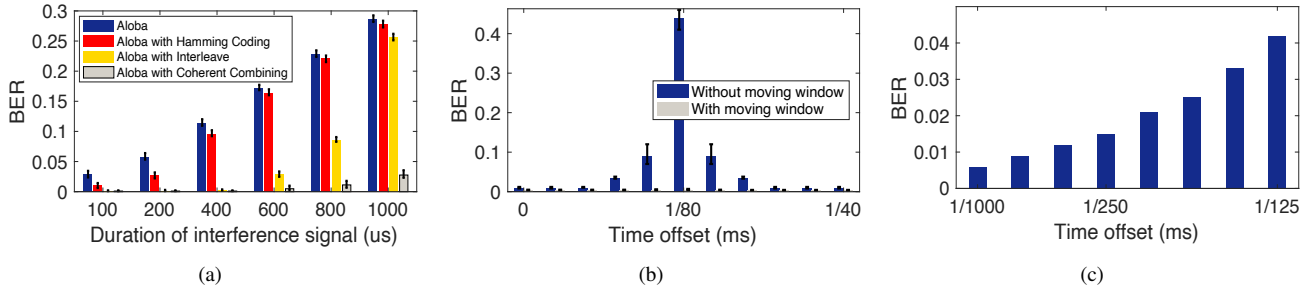 BER
0.3
0.25
0.2
0.15
0.1
0.05
0
Aloba
Aloba with Hamming Coding
Aloba with Interleave
Aloba with Coherent Combining
100 200 400 600 800 1000
Duration of interference signal (us)
(a)
BER
0.4
0.2
0
Without moving window
With moving window
0 1/80 1/40
Time offset (ms)
(b)
BER
0.04
0.03
0.02
0.01
0
1/1000 1/250 1/125
Time offset (ms)
(c)